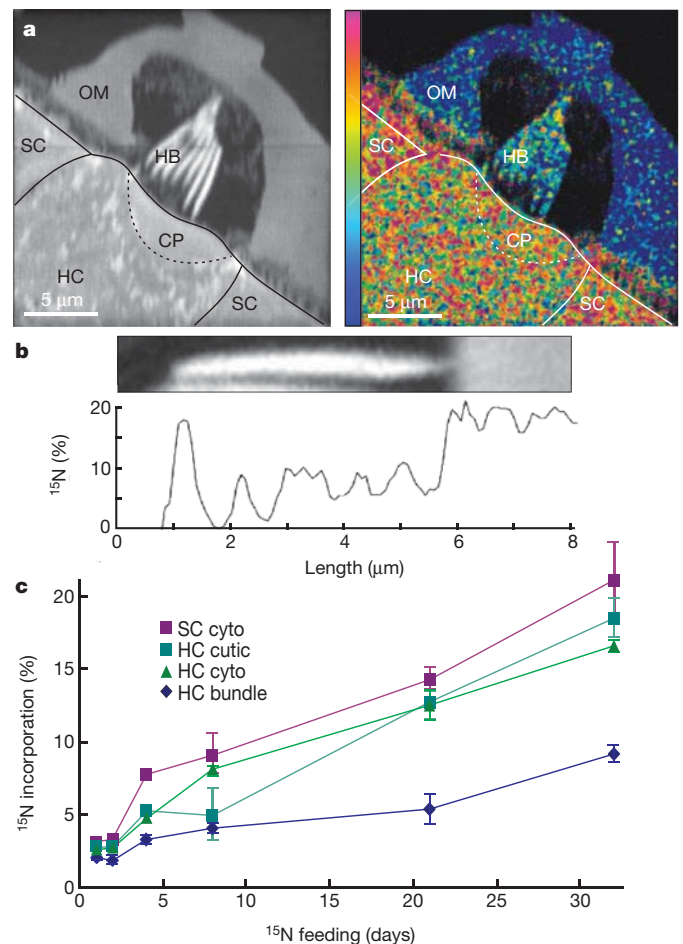 a
OM
SC
HB
CP
HC
SC
5 μm
OM
SC
HB
CP
HC
SC
5 μm
b
20
10
0
15N (%)
0 2 4 6 8
Length (μm)
c
20
15
10
5
0
15N incorporation (%)
SC cyto
HC cutic
HC cyto
HC bundle
0 5 10 15 20 25 30
15N feeding (days)